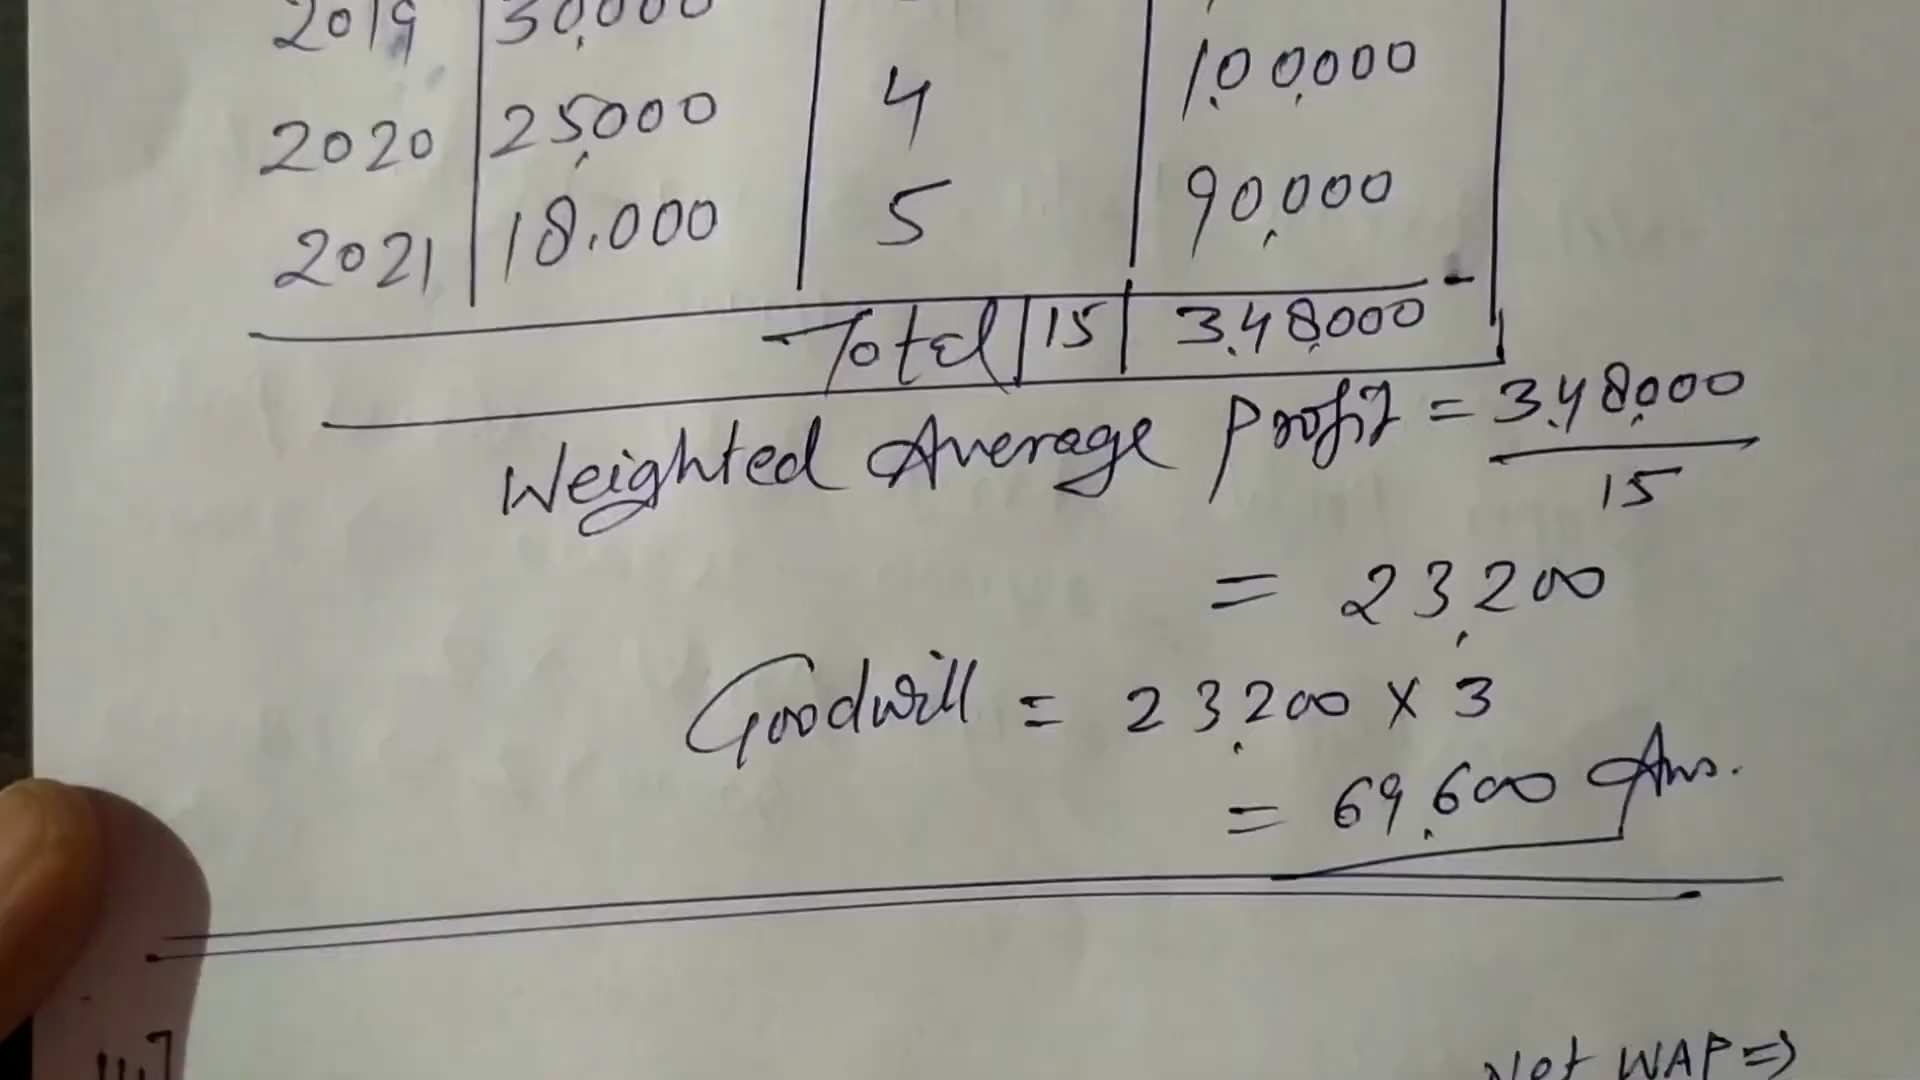 2019 30,000
1,00,000
2020 25,000 4
2021 18,000 5 90,000
Total 15 3,48,000
Weighted Average Profit = 3,48,000
15
= 23,200
Goodwill = 23,200 x 3
= 69,600 Ans.
Not WAP =>